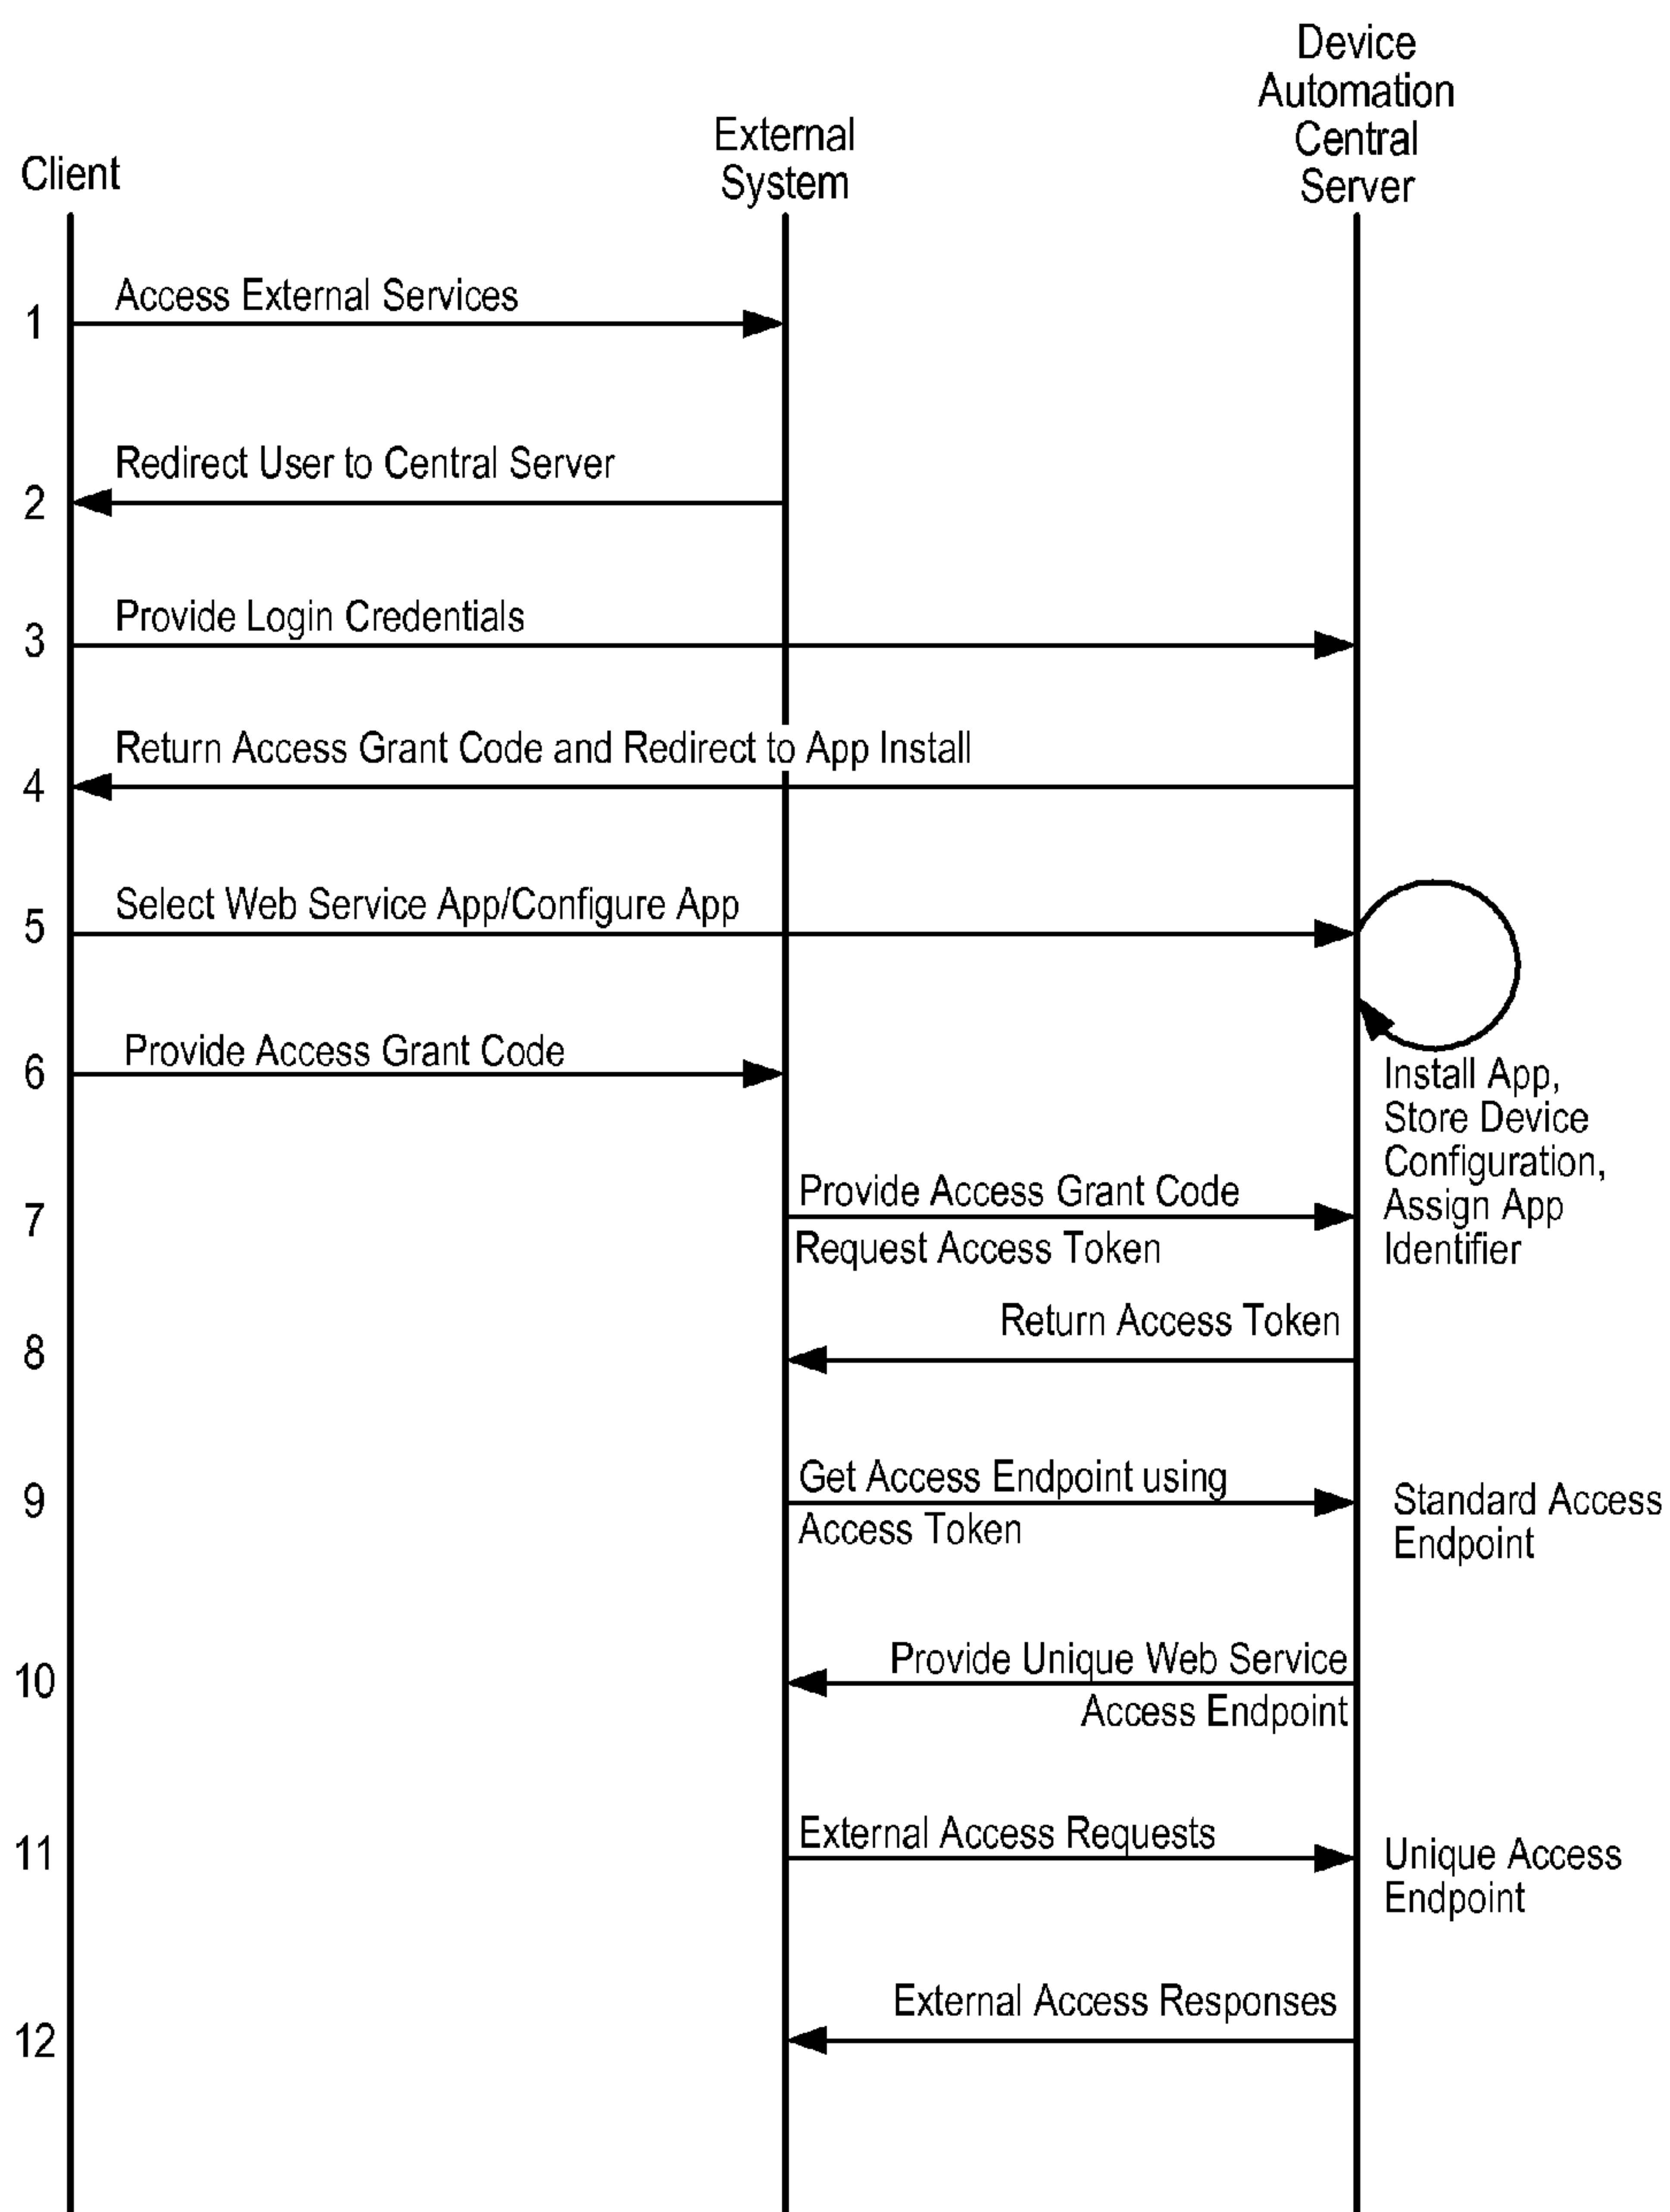 Device
Automation
Central
Server
External
System
Client
Access External Services
1
Redirect User to Central Server
2
Provide Login Credentials
3
Return Access Grant Code and Redirect to App Install
4
Select Web Service App/Configure App
5
Provide Access Grant Code
6
Install App,
Store Device
Configuration,
Assign App
Identifier
Provide Access Grant Code
7
Request Access Token
Return Access Token
8
Get Access Endpoint using
9
Access Token
Standard Access
Endpoint
Provide Unique Web Service
10
Access Endpoint
External Access Requests
11
Unique Access
Endpoint
External Access Responses
12